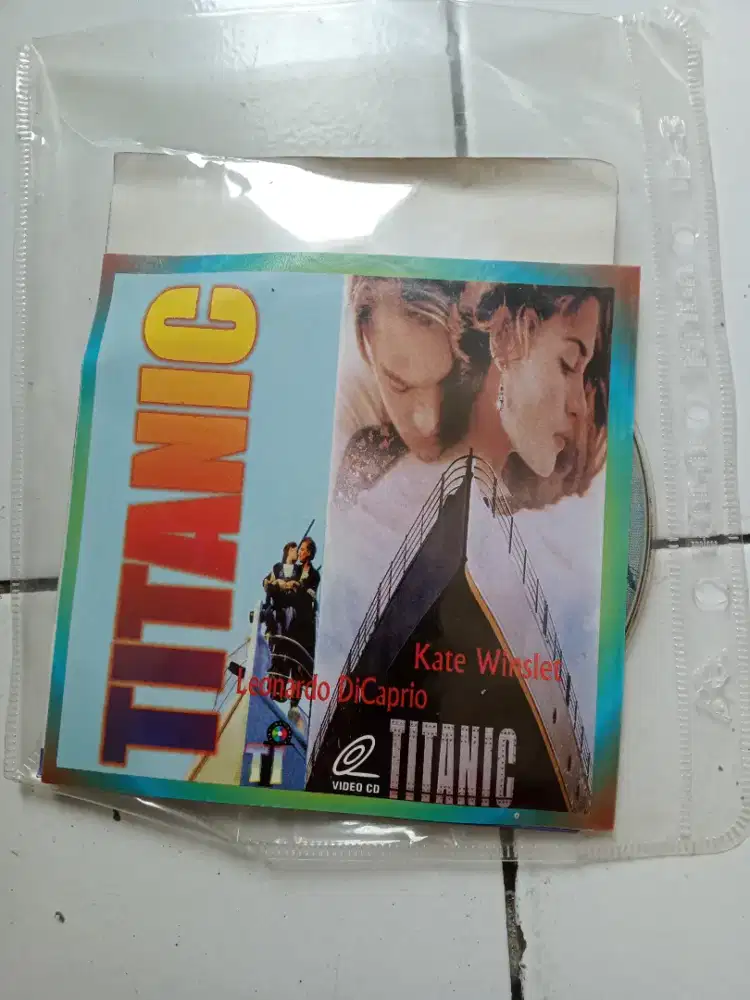 TITANIC
Kate Winslet
Leonardo DiCaprio
VIDEO CD
TITANIC